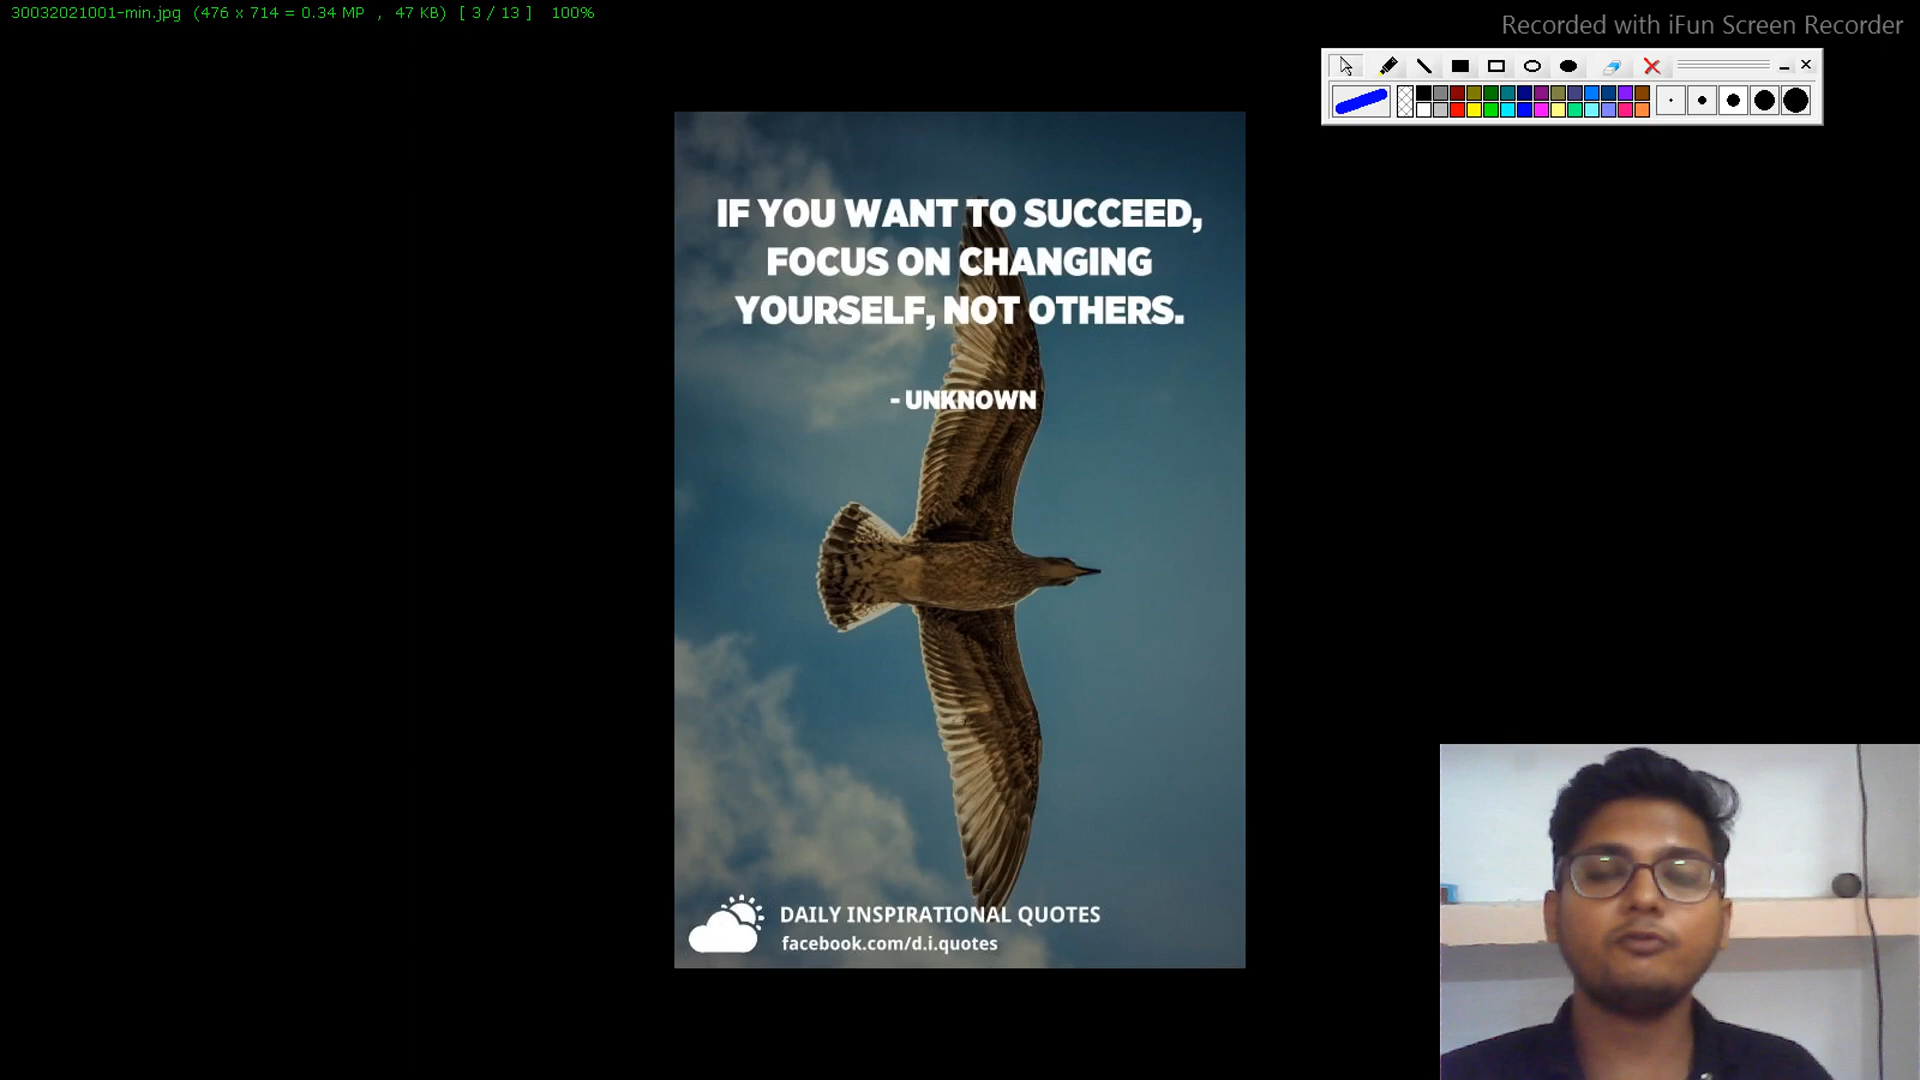 30032021001-min.jpg (476 x 714 = 0.34 MP , 47 KB) [ 3 / 13 ] 100%
Recorded with iFun Screen Recorder
IF YOU WANT TO SUCCEED,
FOCUS ON CHANGING
YOURSELF, NOT OTHERS.
- UNKNOWN
DAILY INSPIRATIONAL QUOTES
facebook.com/d.i.quotes